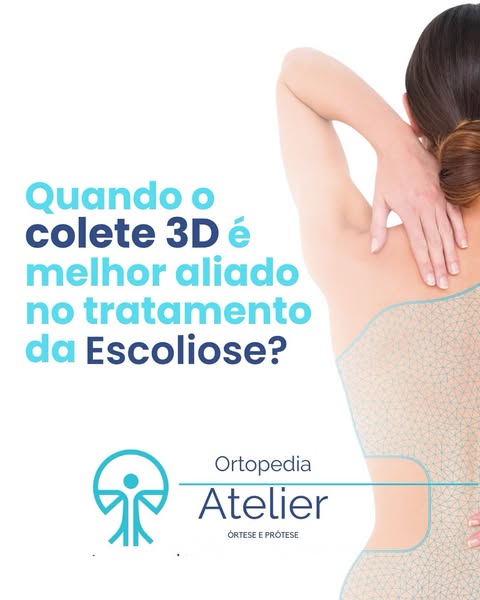 Quando o
colete 3D é
melhor aliado
no tratamento
da Escoliose?
Ortopedia
Atelier
ÓRTESE E PRÓTESE